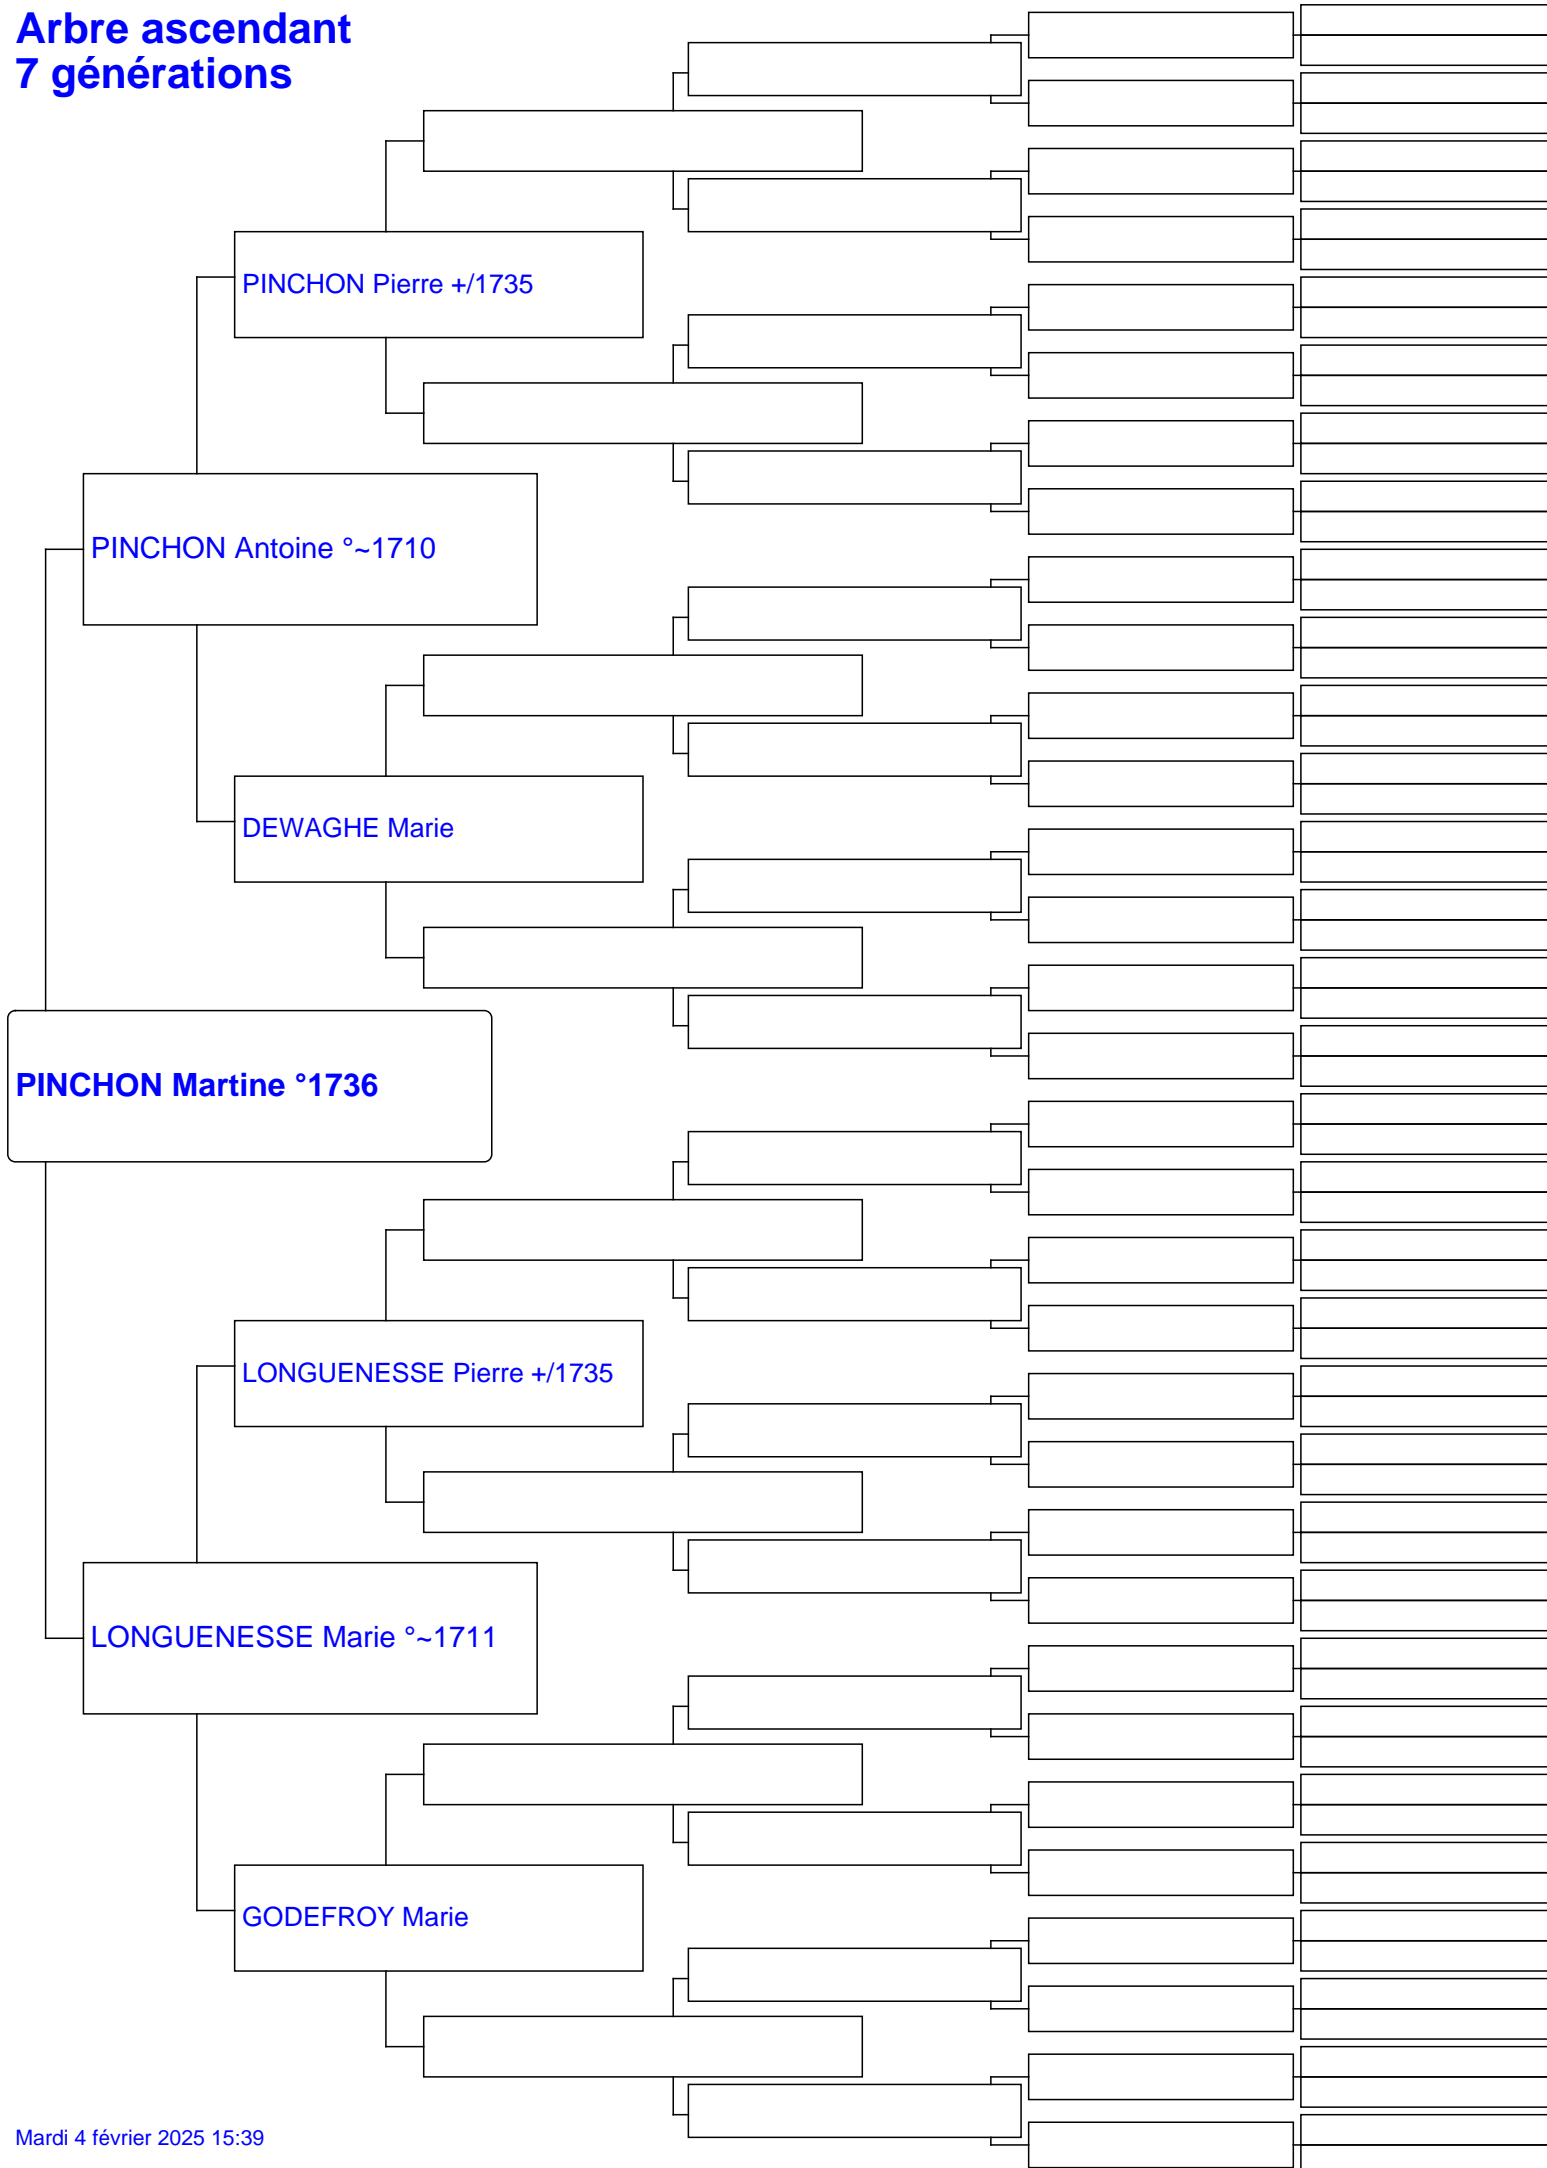 Arbre ascendant
7 générations
PINCHON Pierre +/1735
PINCHON Antoine °~1710
DEWAGHE Marie
PINCHON Martine °1736
LONGUENESSE Pierre +/1735
LONGUENESSE Marie °~1711
GODEFROY Marie
Mardi 4 février 2025 15:39